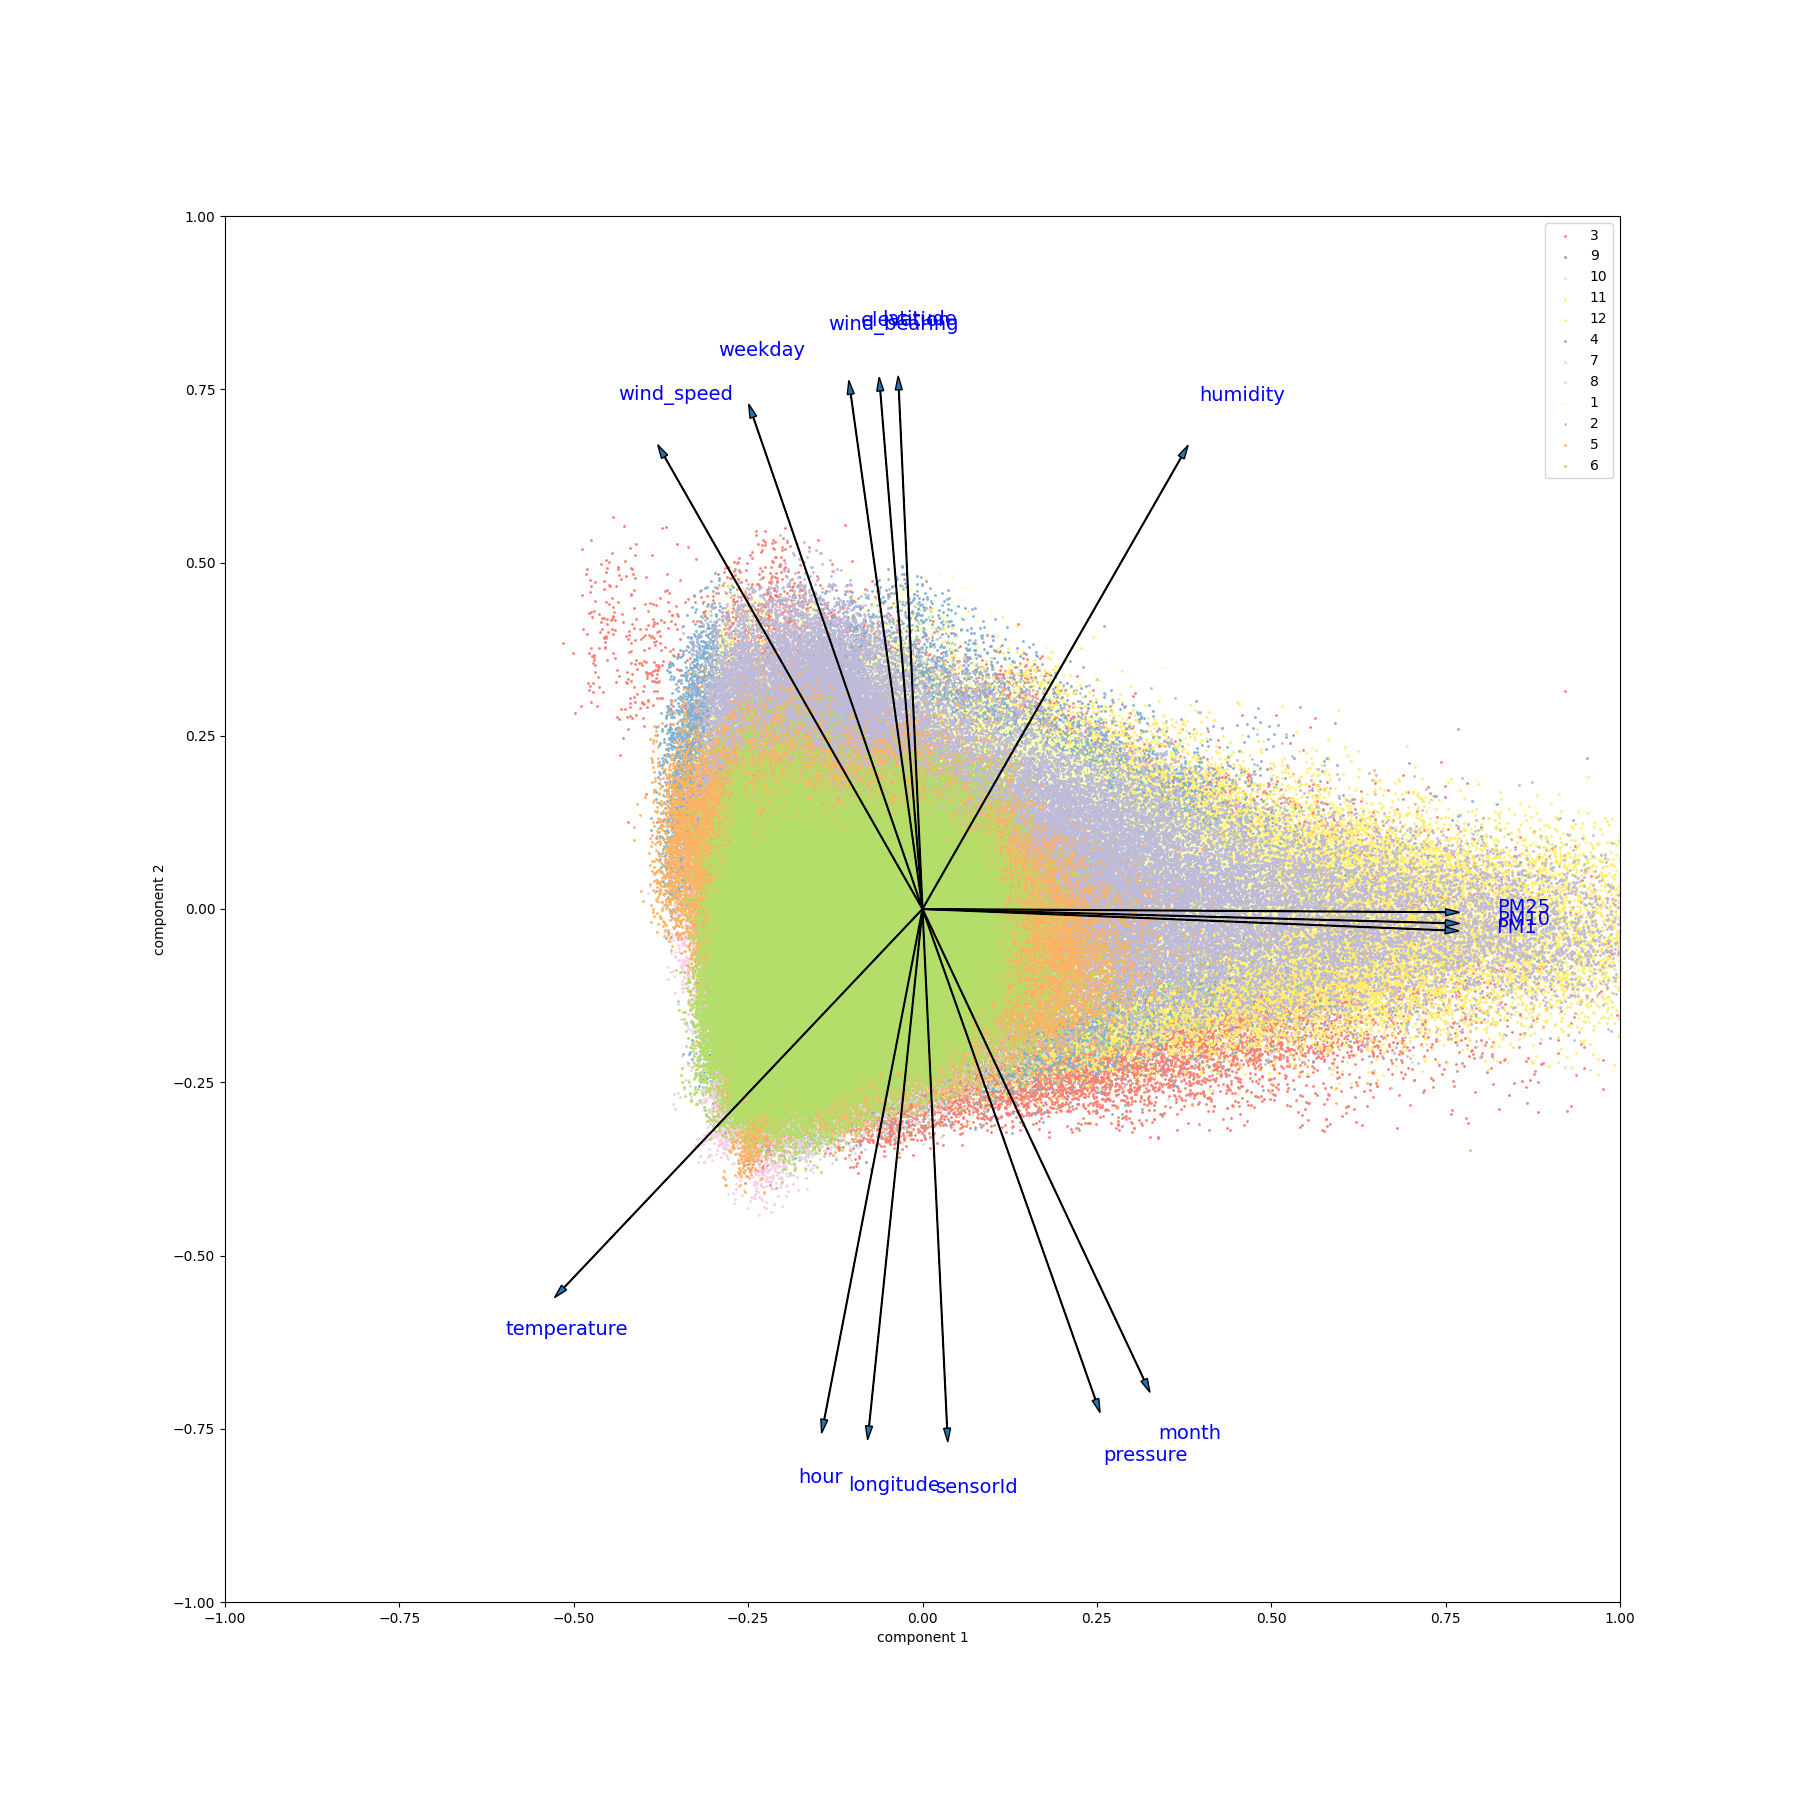 1.00
0.75
0.50
0.25
0.00
−0.25
−0.50
−0.75
−1.00
component 2
3
9
10
11
12
4
7
8
1
2
5
6
latitude
elevation
wind_bearing
weekday
wind_speed
humidity
PM25
PM10
PM1
temperature
month
pressure
hour
longitude
sensorId
−1.00
−0.75
−0.50
−0.25
0.00
0.25
0.50
0.75
1.00
component 1